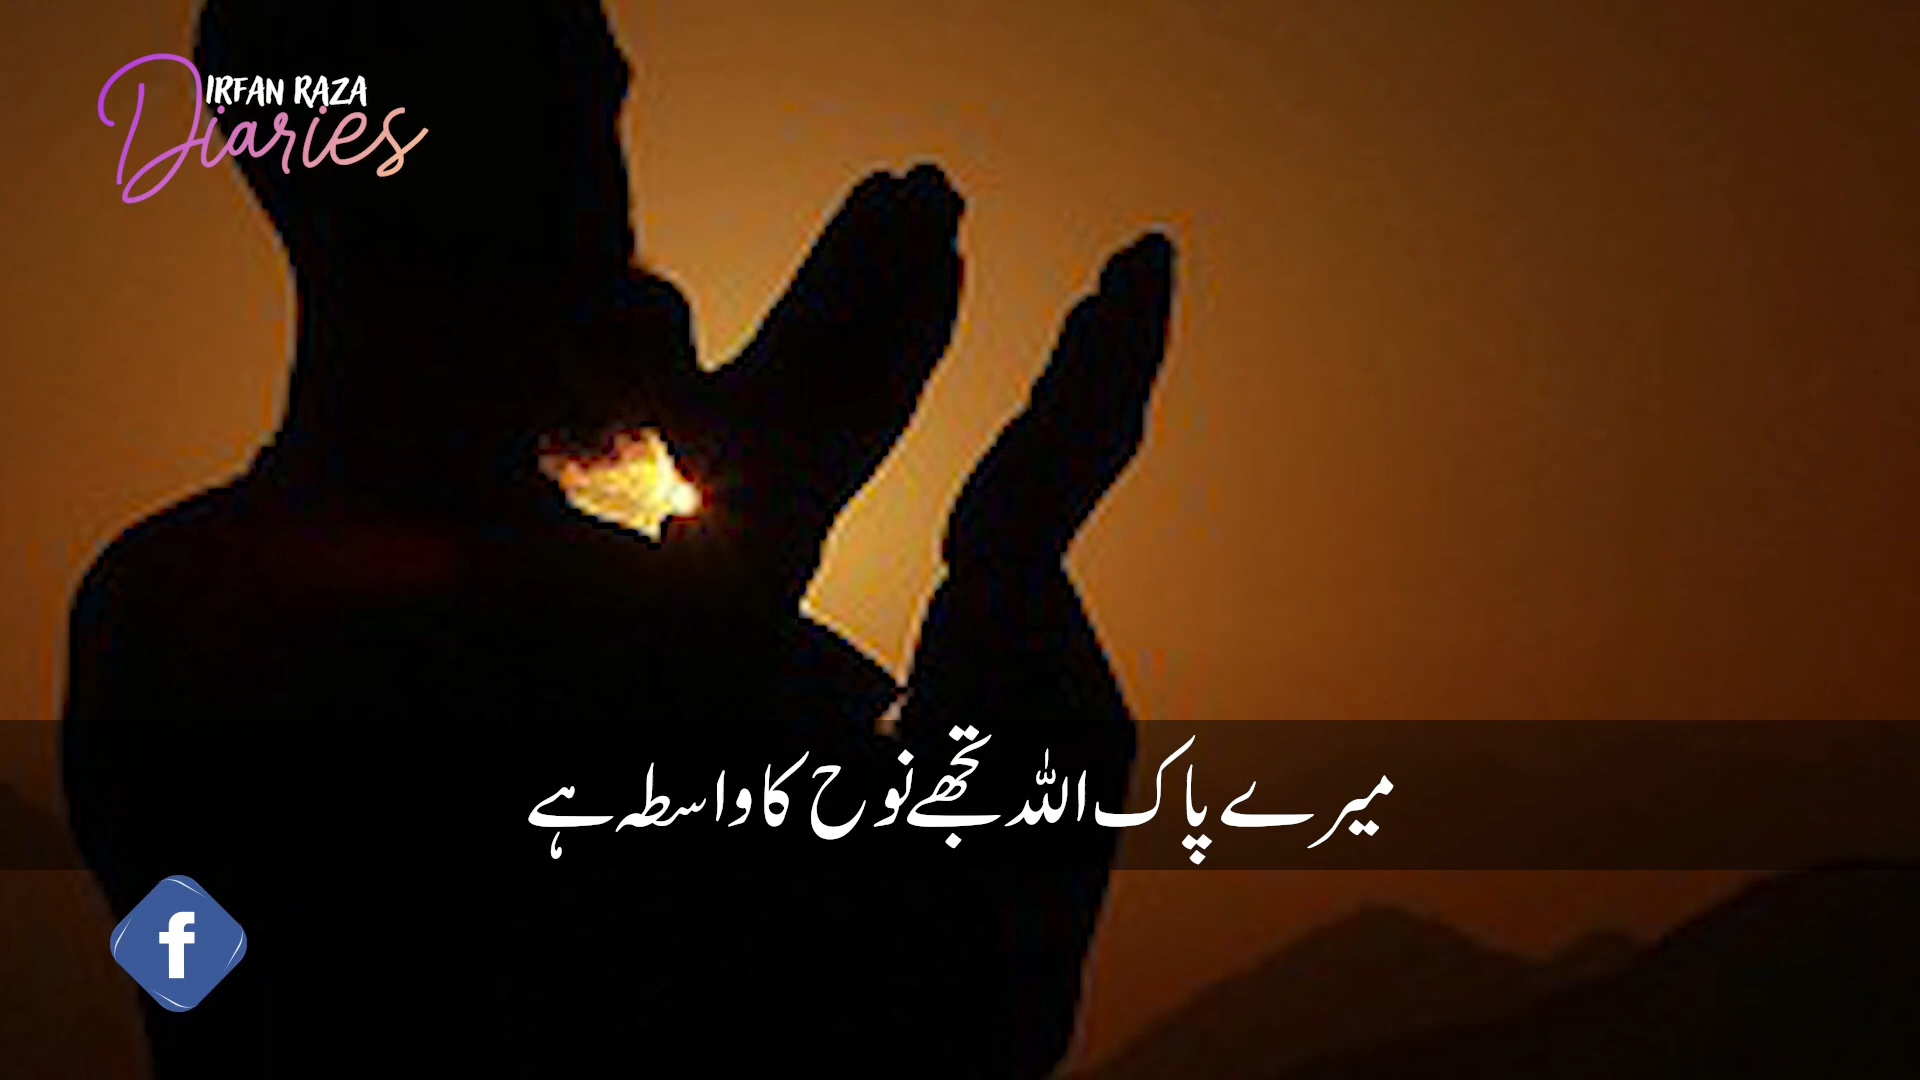 IRFAN RAZA
Diaries
میرے پاک اللہ تجھے نوح کا واسطہ ہے
f